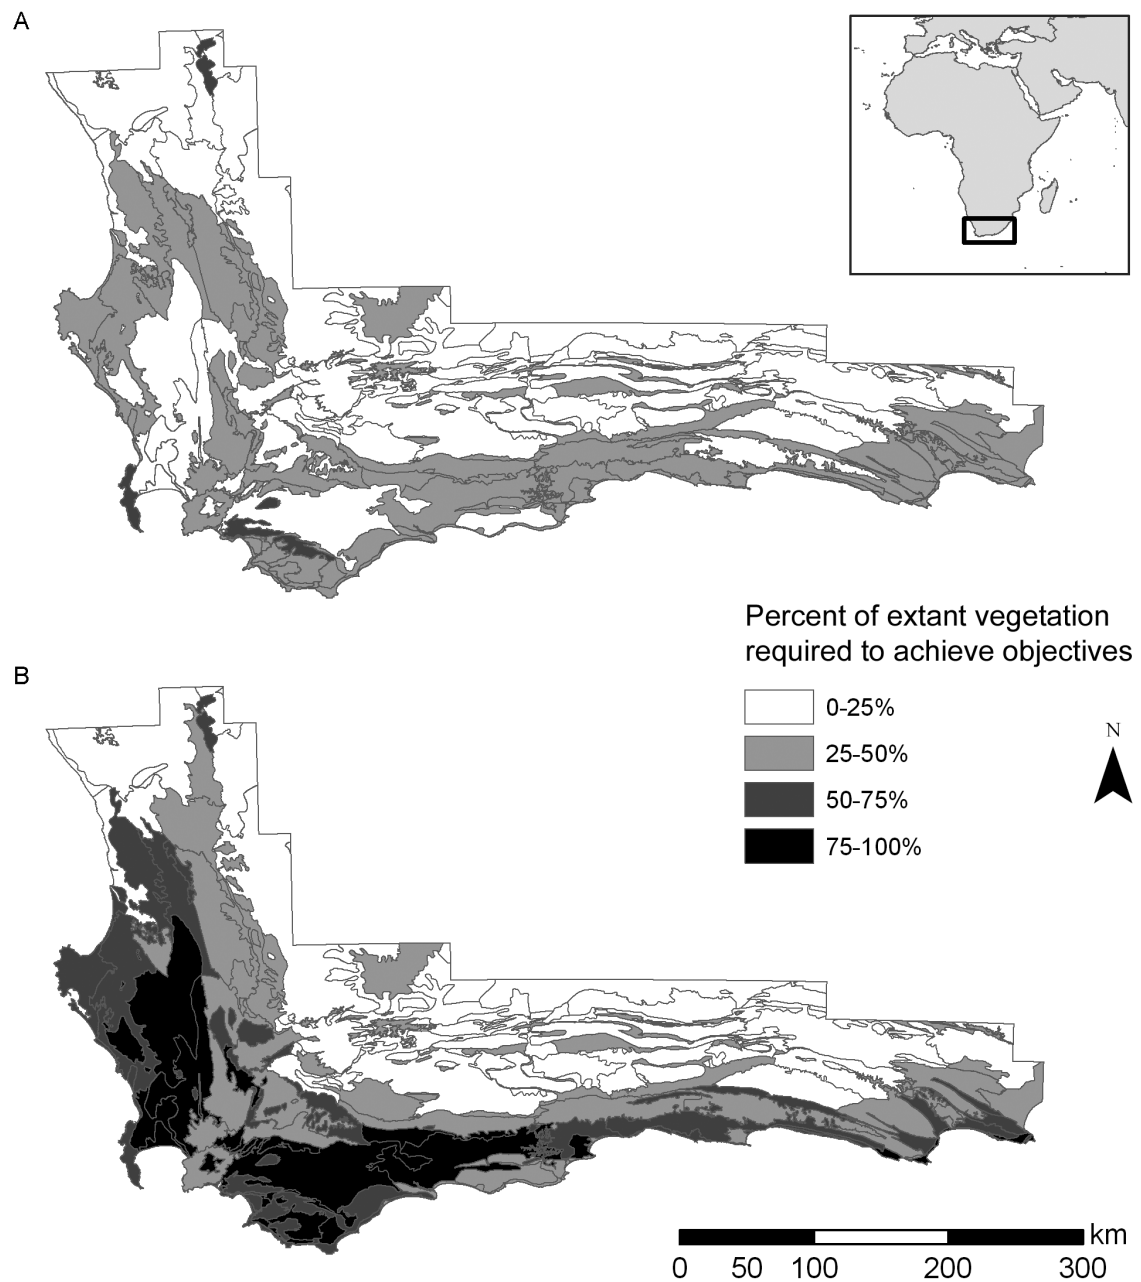 A
Percent of extant vegetation
required to achieve objectives
B
0-25%
25-50%
50-75%
75-100%
N
km
0 50 100 200 300